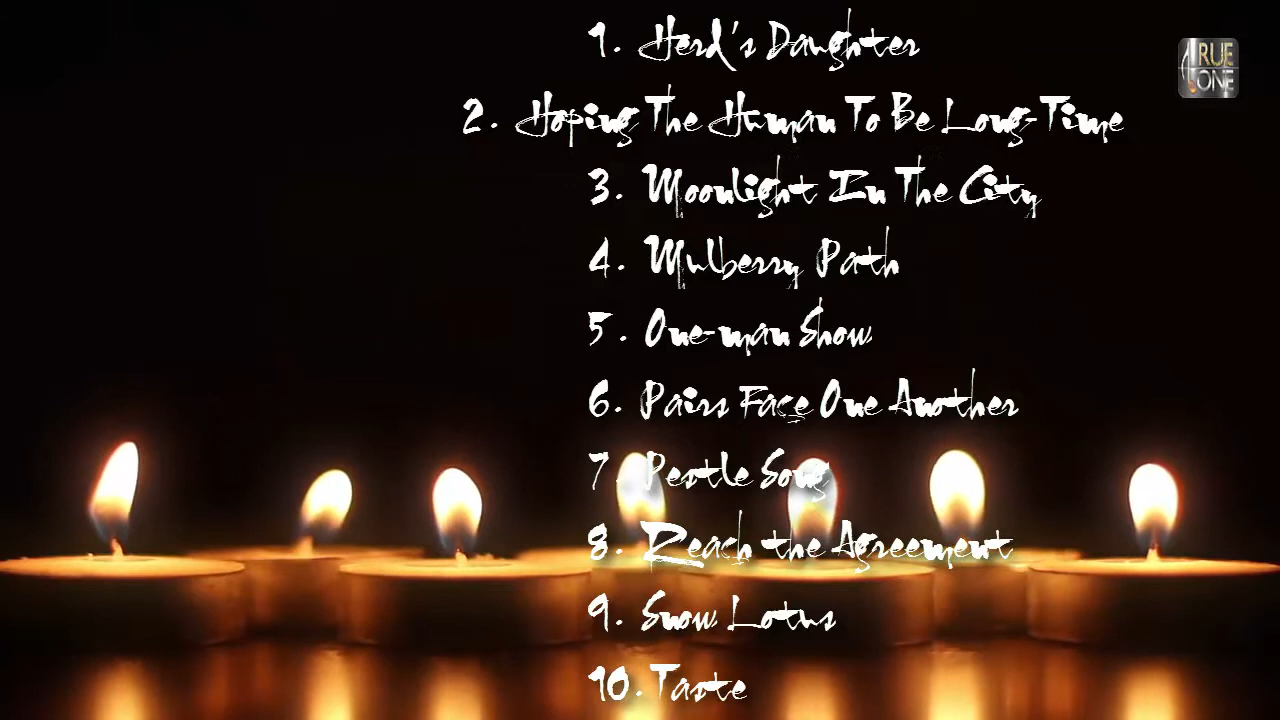 1. Herd's Daughter
TRUE
TONE
2. Hoping The Human To Be Long-Time
3. Moonlight In The City
4. Mulberry Path
5. One-man Show
6. Pairs Face One Another
7. Pestle Song
8. Reach the Agreement
9. Snow Lotus
10. Taste